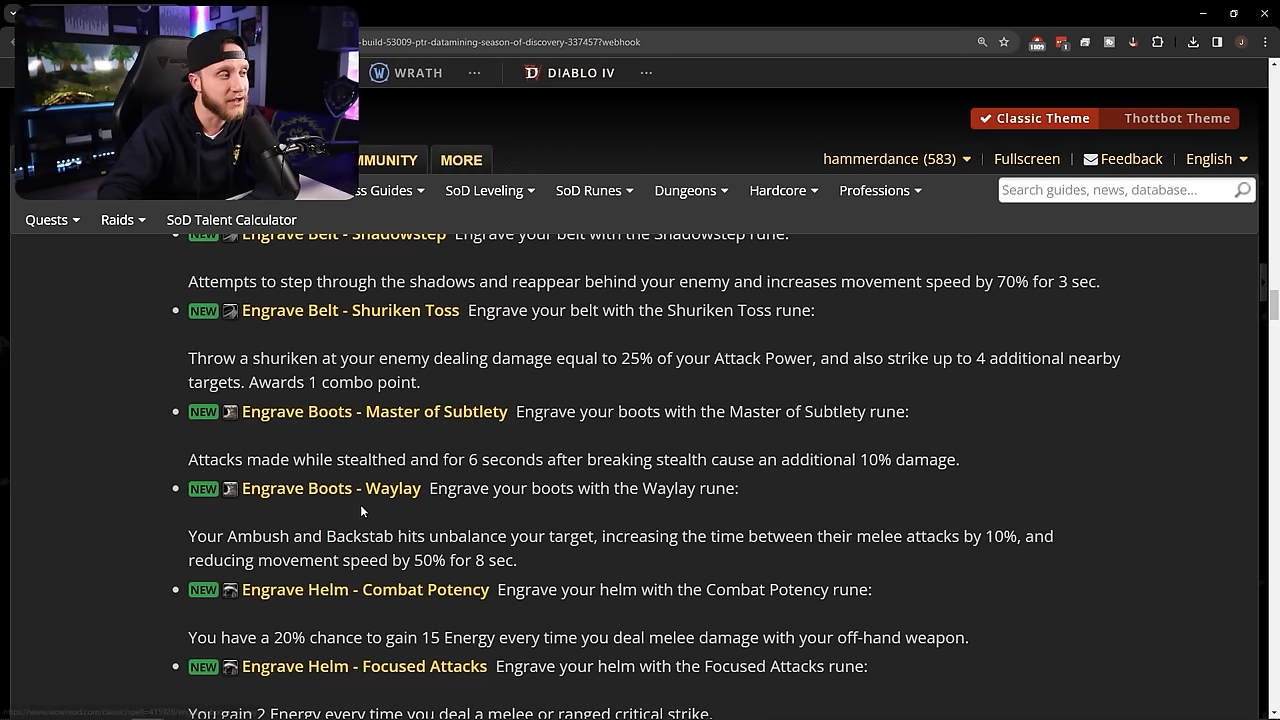 -build-53009-ptr-datamining-season-of-discovery-337457?webhook
WRATH ... DIABLO IV ...
Classic Theme Thottbot Theme
MMUNITY MORE hammerdance (583) Fullscreen Feedback English
ss Guides SoD Leveling SoD Runes Dungeons Hardcore Professions Search guides, news, database...
Quests Raids SoD Talent Calculator
NEW Engrave Belt - Shadowstep Engrave your belt with the Shadowstep rune:
Attempts to step through the shadows and reappear behind your enemy and increases movement speed by 70% for 3 sec.
NEW Engrave Belt - Shuriken Toss Engrave your belt with the Shuriken Toss rune:
Throw a shuriken at your enemy dealing damage equal to 25% of your Attack Power, and also strike up to 4 additional nearby
targets. Awards 1 combo point.
NEW Engrave Boots - Master of Subtlety Engrave your boots with the Master of Subtlety rune:
Attacks made while stealthed and for 6 seconds after breaking stealth cause an additional 10% damage.
NEW Engrave Boots - Waylay Engrave your boots with the Waylay rune:
Your Ambush and Backstab hits unbalance your target, increasing the time between their melee attacks by 10%, and
reducing movement speed by 50% for 8 sec.
NEW Engrave Helm - Combat Potency Engrave your helm with the Combat Potency rune:
You have a 20% chance to gain 15 Energy every time you deal melee damage with your off-hand weapon.
NEW Engrave Helm - Focused Attacks Engrave your helm with the Focused Attacks rune:
You gain 2 Energy every time you deal a melee or ranged critical strike.